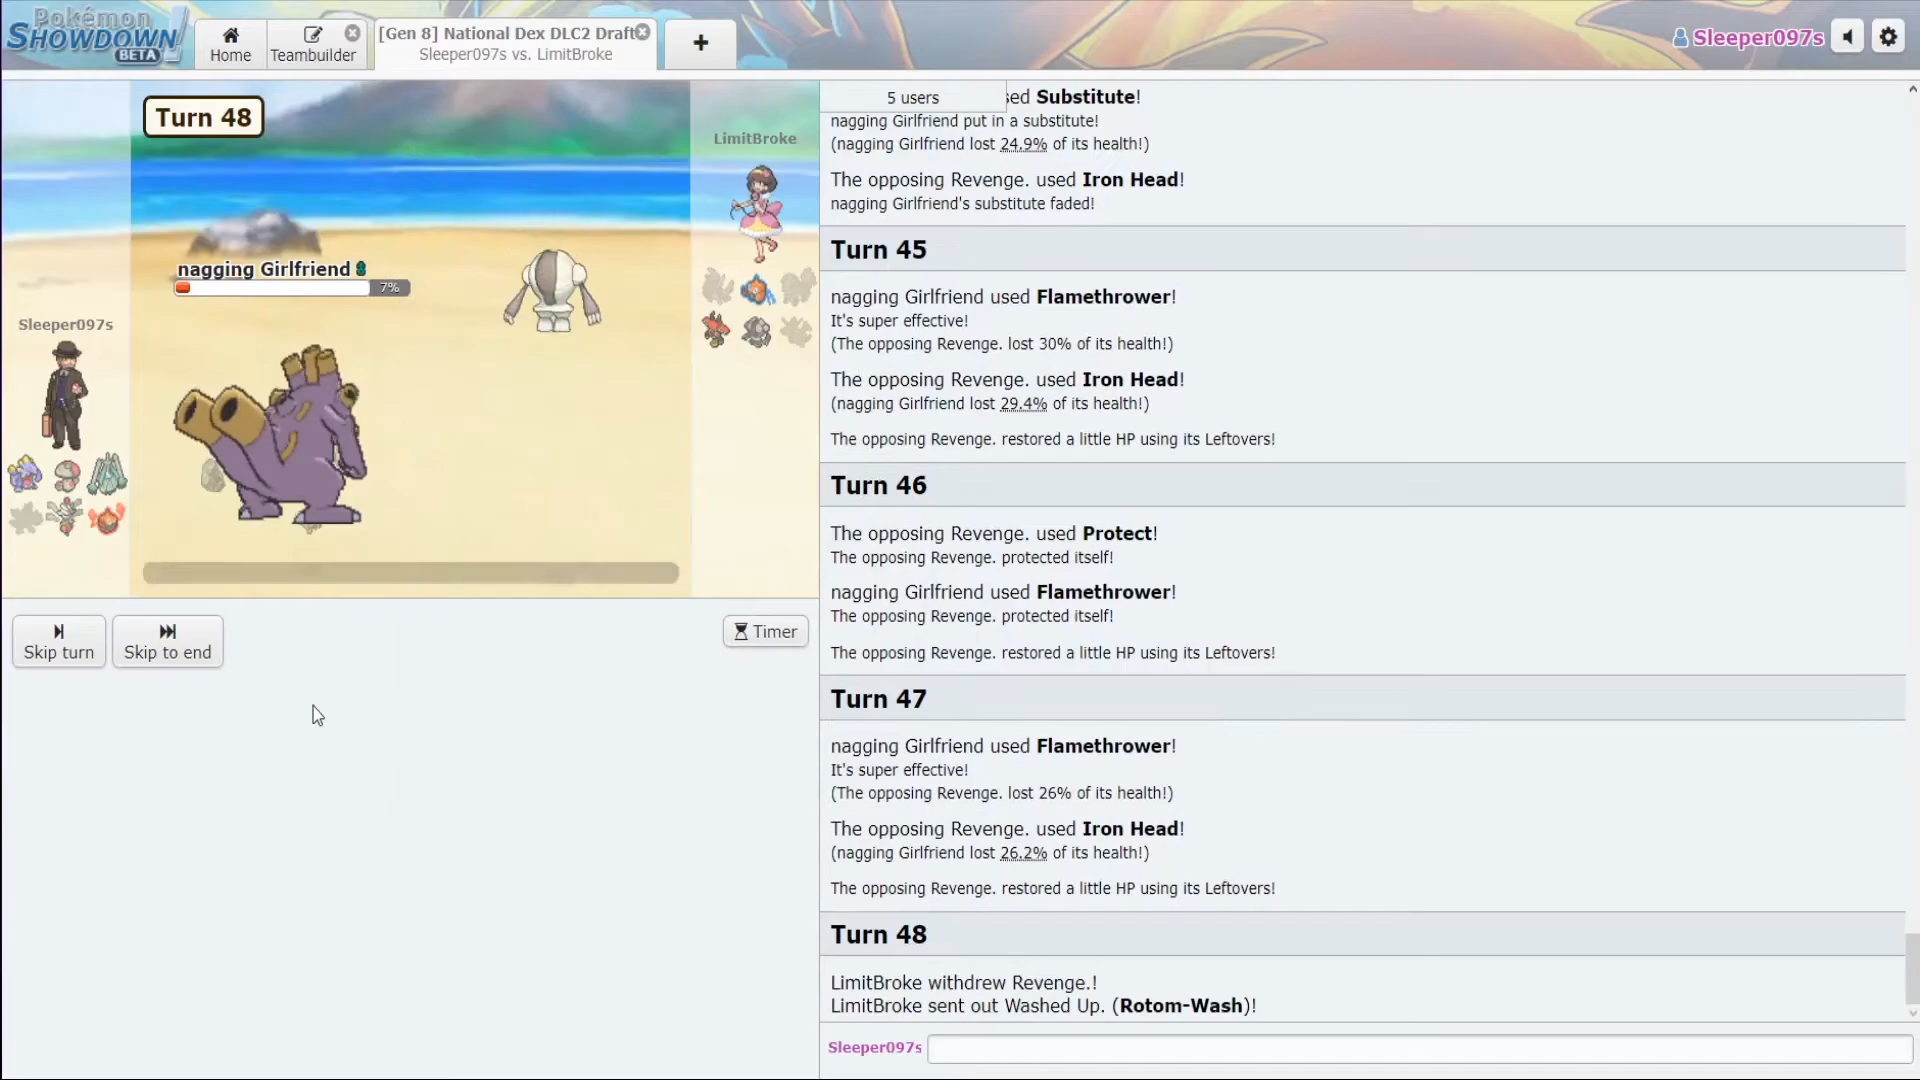 Pokémon
SHOWDOWN!
BETA
Home
Teambuilder
[Gen 8] National Dex DLC2 Draft
Sleeper097s vs. LimitBroke
+
Sleeper097s
Turn 48
LimitBroke
nagging Girlfriend
7%
Sleeper097s
Skip turn
Skip to end
Timer
5 users
sed Substitute!
nagging Girlfriend put in a substitute!
(nagging Girlfriend lost 24.9% of its health!)
The opposing Revenge. used Iron Head!
nagging Girlfriend's substitute faded!
Turn 45
nagging Girlfriend used Flamethrower!
It's super effective!
(The opposing Revenge. lost 30% of its health!)
The opposing Revenge. used Iron Head!
(nagging Girlfriend lost 29.4% of its health!)
The opposing Revenge. restored a little HP using its Leftovers!
Turn 46
The opposing Revenge. used Protect!
The opposing Revenge. protected itself!
nagging Girlfriend used Flamethrower!
The opposing Revenge. protected itself!
The opposing Revenge. restored a little HP using its Leftovers!
Turn 47
nagging Girlfriend used Flamethrower!
It's super effective!
(The opposing Revenge. lost 26% of its health!)
The opposing Revenge. used Iron Head!
(nagging Girlfriend lost 26.2% of its health!)
The opposing Revenge. restored a little HP using its Leftovers!
Turn 48
LimitBroke withdrew Revenge.!
LimitBroke sent out Washed Up. (Rotom-Wash)!
Sleeper097s